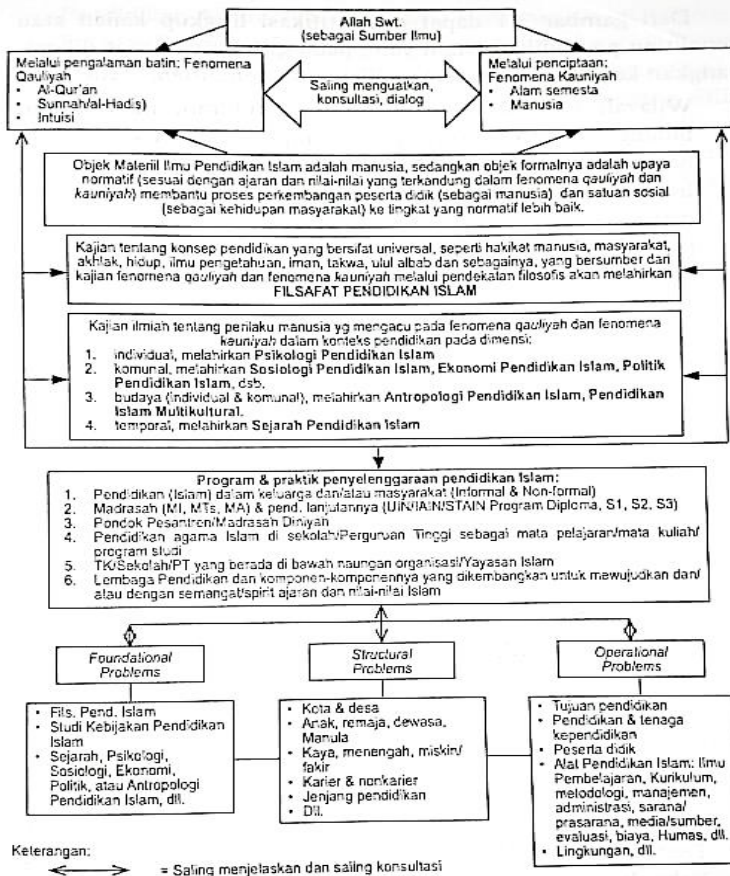 Allah Swt.
(sebagai Sumber Ilmu)
Melalui pengalaman batin: Fenomena
Qauliyah
• Al-Qur'an
• Sunnah/al-Hadis)
• Intuisi
Saling menguatkan,
konsultasi, dialog
Melalui penciptaan:
Fenomena Kauniyah
• Alam semesta
• Manusia
Objek Materiil Ilmu Pendidikan Islam adalah manusia, sedangkan objek formalnya adalah upaya
normatif (sesuai dengan ajaran dan nilai-nilai yang terkandung dalam fenomena qauliyah dan
kauniyah) membantu proses perkembangan peserta didik (sebagai manusia) dan satuan sosial
(sebagai kehidupan masyarakat) ke tingkat yang normatif lebih baik.
Kajian tentang konsep pendidikan yang bersifat universal, seperti hakikat manusia, masyarakat,
akhlak, hidup, ilmu pengetahuan, iman, takwa, ulul albab dan sebagainya, yang bersumber dari
kajian fenomena qauliyah dan fenomena kauniyah melalui pendekatan filosofis akan melahirkan
FILSAFAT PENDIDIKAN ISLAM
Kajian ilmiah tentang perilaku manusia yg mengacu pada fenomena qauliyah dan fenomena
kauniyah dalam konteks pendidikan pada dimensi:
1. individual, melahirkan Psikologi Pendidikan Islam
2. komunal, melahirkan Sosiologi Pendidikan Islam, Ekonomi Pendidikan Islam, Politik
Pendidikan Islam, dsb.
3. budaya (individual & komunal), melahirkan Antropologi Pendidikan Islam, Pendidikan
Islam Multikultural.
4. temporal, melahirkan Sejarah Pendidikan Islam
Program & praktik penyelenggaraan pendidikan Islam:
1. Pendidikan (Islam) dalam keluarga dan/atau masyarakat (Informal & Non-formal)
2. Madrasah (MI, MTs, MA) & pend. lanjutannya (UIN/IAIN/STAIN Program Diploma, S1, S2, S3)
3. Pondok Pesantren/Madrasah Diniyah
4. Pendidikan agama Islam di sekolah/Perguruan Tinggi sebagai mata pelajaran/mata kuliah/
program studi
5. TK/Sekolah/PT yang berada di bawah naungan organisasi/Yayasan Islam
6. Lembaga Pendidikan dan komponen-komponennya yang dikembangkan untuk mewujudkan dan/
atau dengan semangat/spirit ajaran dan nilai-nilai Islam
Foundational
Problems
Structural
Problems
Operational
Problems
• Fils. Pend. Islam
• Studi Kebijakan Pendidikan
Islam
• Sejarah, Psikologi,
Sosiologi, Ekonomi,
Politik, atau Antropologi
Pendidikan Islam, dll.
• Kota & desa
• Anak, remaja, dewasa,
Manula
• Kaya, menengah, miskin/
fakir
• Karier & nonkarier
• Jenjang pendidikan
• Dll.
• Tujuan pendidikan
• Pendidikan & tenaga
kependidikan
• Peserta didik
• Alat Pendidikan Islam: Ilmu
Pembelajaran, Kurikulum,
metodologi, manajemen,
administrasi, sarana/
prasarana, media/sumber,
evaluasi, biaya, Humas, dll.
• Lingkungan, dll.
Keterangan:
= Saling menjelaskan dan saling konsultasi